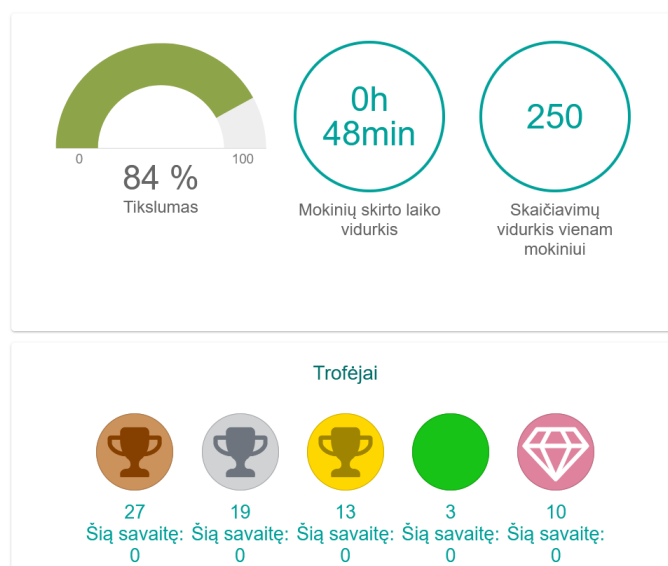 0
100
84 %
Tikslumas
0h
48min
Mokinių skirto laiko
vidurkis
250
Skaičiavimų
vidurkis vienam
mokiniui
Trofėjai
27
Šią savaitę:
0
19
Šią savaitę:
0
13
Šią savaitę:
0
3
Šią savaitę:
0
10
Šią savaitę:
0